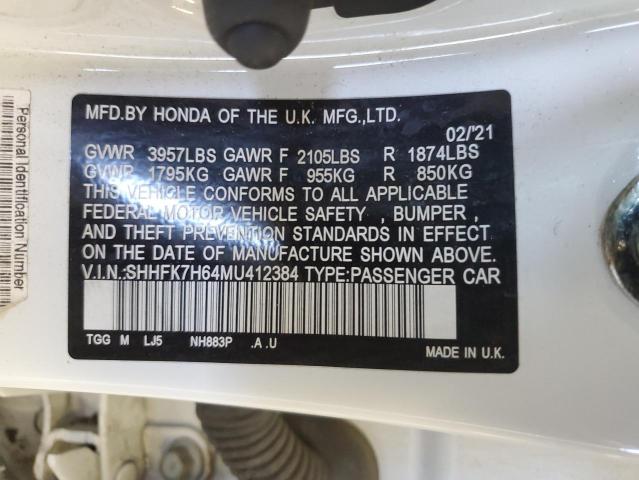 MFD.BY HONDA OF THE U.K. MFG.,LTD.
02/'21
GVWR 3957LBS GAWR F 2105LBS R 1874LBS
GVWR 1795KG GAWR F 955KG R 850KG
THIS VEHICLE CONFORMS TO ALL APPLICABLE
FEDERAL MOTOR VEHICLE SAFETY , BUMPER ,
AND THEFT PREVENTION STANDARDS IN EFFECT
ON THE DATE OF MANUFACTURE SHOWN ABOVE.
V.I.N.:SHHFK7H64MU412384 TYPE:PASSENGER CAR
TGG M LJ5 NH883P .A .U
MADE IN U.K.
Personal Identification Number